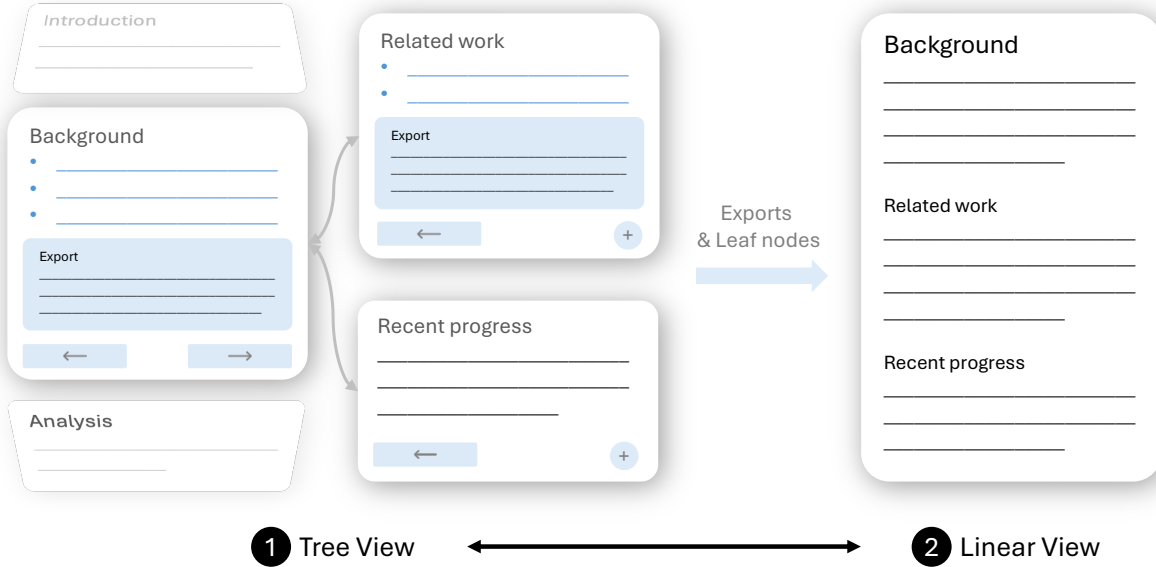 Introduction
Background
Export
Analysis
Related work
Export
+
Recent progress
+
Exports
& Leaf nodes
Background
Related work
Recent progress
1 Tree View
2 Linear View